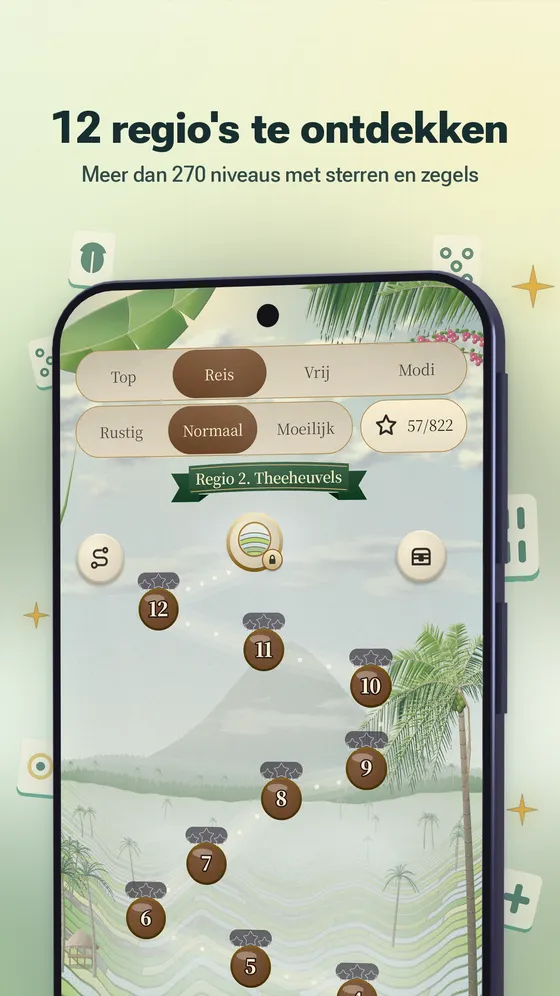 12 regio's te ontdekken
Meer dan 270 niveaus met sterren en zegels
Top Reis Vrij Modi
Rustig Normaal Moeilijk 57/822
Regio 2. Theeheuvels
12
11
10
9
8
7
6
5
4